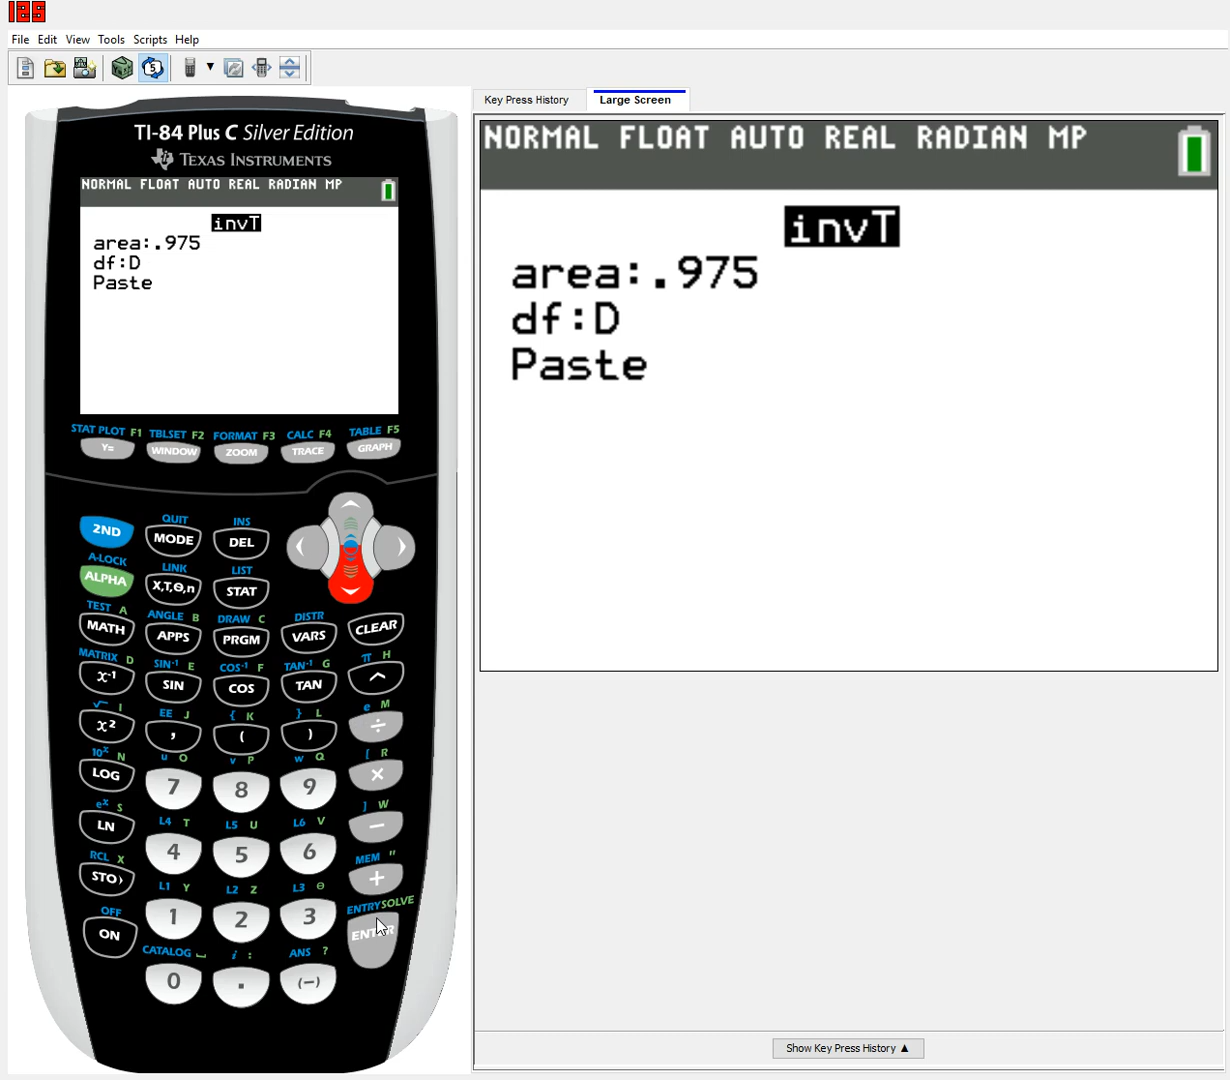 125
File Edit View Tools Scripts Help
5
Key Press History Large Screen
TI-84 Plus C Silver Edition
TEXAS INSTRUMENTS
NORMAL FLOAT AUTO REAL RADIAN MP
invT
area:.975
df:D
Paste
NORMAL FLOAT AUTO REAL RADIAN MP
invT
area:.975
df:D
Paste
STAT PLOT F1 TBLSET F2 FORMAT F3 CALC F4 TABLE F5
Y= WINDOW ZOOM TRACE GRAPH
QUIT INS
2ND MODE DEL
A-LOCK LINK LIST
ALPHA X,T,Θ,n STAT
TEST A ANGLE B DRAW C DISTR
MATH APPS PRGM VARS CLEAR
MATRIX D SIN-1 E COS-1 F TAN-1 G π H
x-1 SIN COS TAN ^
√ I EE J { K } L e M
x2 , ( ) ÷
10x N u O v P w Q [ R
LOG 7 8 9 ×
ex S L4 T L5 U L6 V ] W
LN 4 5 6 −
RCL X L1 Y L2 Z L3 Θ MEM "
STO› 1 2 3 +
OFF CATALOG ⎵ i : ANS ? ENTRY SOLVE
ON 0 . (−) ENTER
Show Key Press History ▲